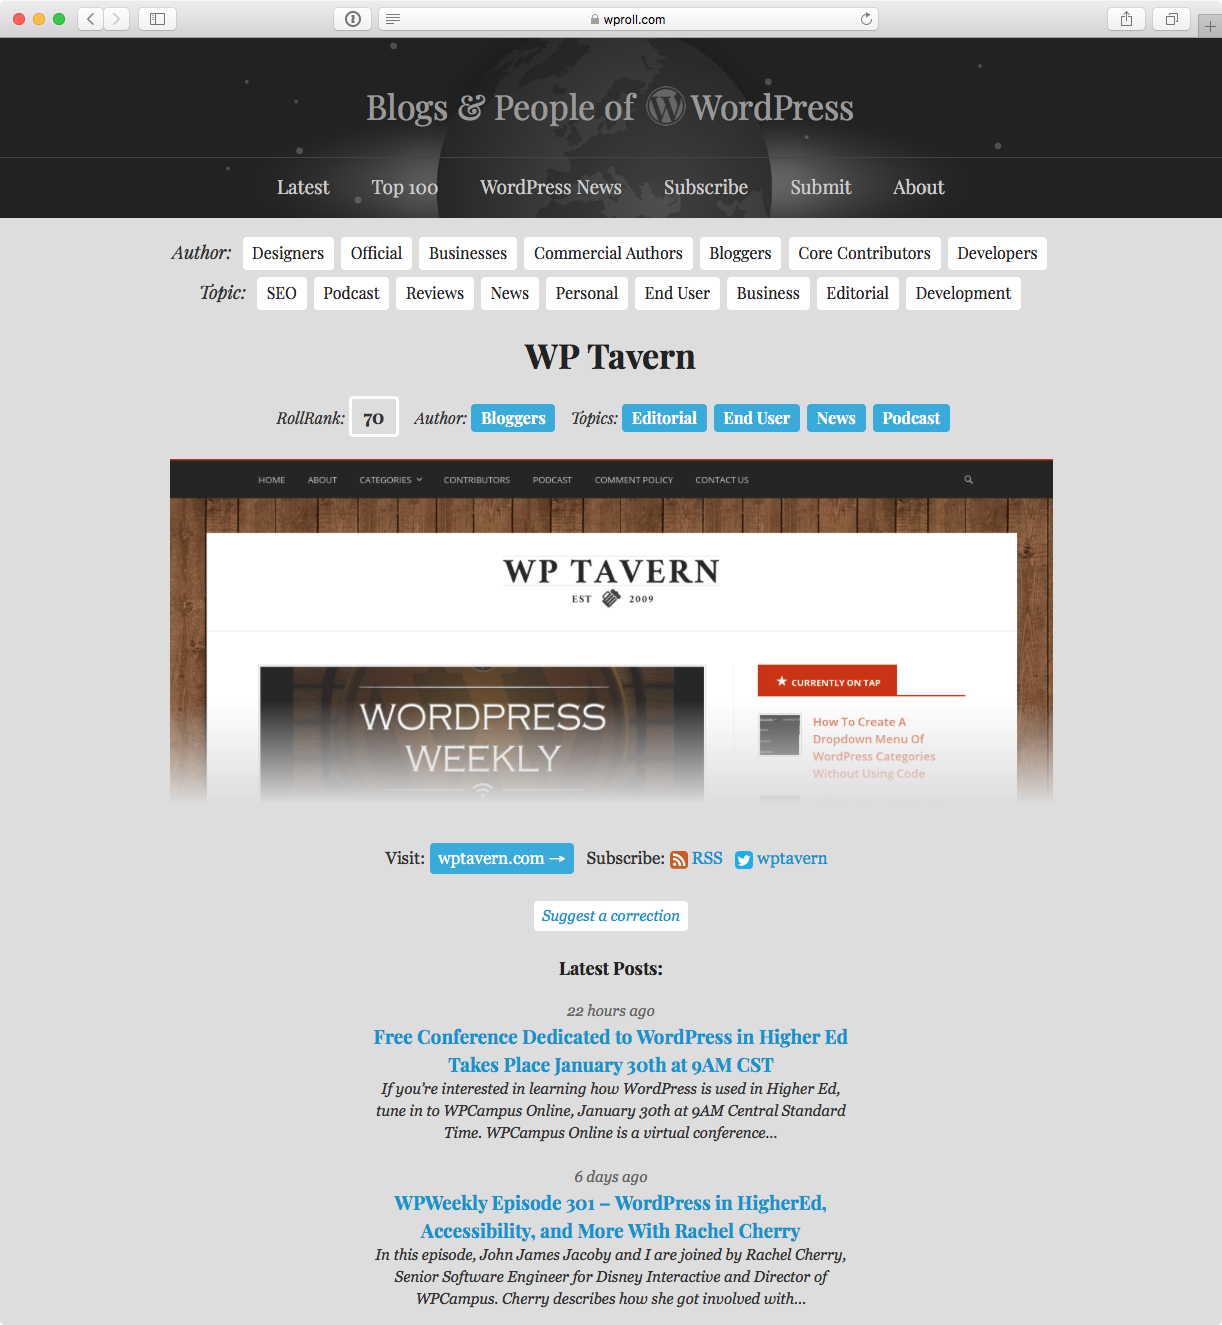 wproll.com
Blogs & People of WordPress
Latest Top 100 WordPress News Subscribe Submit About
Author: Designers Official Businesses Commercial Authors Bloggers Core Contributors Developers
Topic: SEO Podcast Reviews News Personal End User Business Editorial Development
WP Tavern
RollRank: 70 Author: Bloggers Topics: Editorial End User News Podcast
HOME ABOUT CATEGORIES CONTRIBUTORS PODCAST COMMENT POLICY CONTACT US
WP TAVERN
EST 2009
★ CURRENTLY ON TAP
WORDPRESS
WEEKLY
How To Create A
Dropdown Menu Of
WordPress Categories
Without Using Code
Visit: wptavern.com → Subscribe: RSS wptavern
Suggest a correction
Latest Posts:
22 hours ago
Free Conference Dedicated to WordPress in Higher Ed
Takes Place January 30th at 9AM CST
If you’re interested in learning how WordPress is used in Higher Ed,
tune in to WPCampus Online, January 30th at 9AM Central Standard
Time. WPCampus Online is a virtual conference...
6 days ago
WPWeekly Episode 301 – WordPress in HigherEd,
Accessibility, and More With Rachel Cherry
In this episode, John James Jacoby and I are joined by Rachel Cherry,
Senior Software Engineer for Disney Interactive and Director of
WPCampus. Cherry describes how she got involved with...